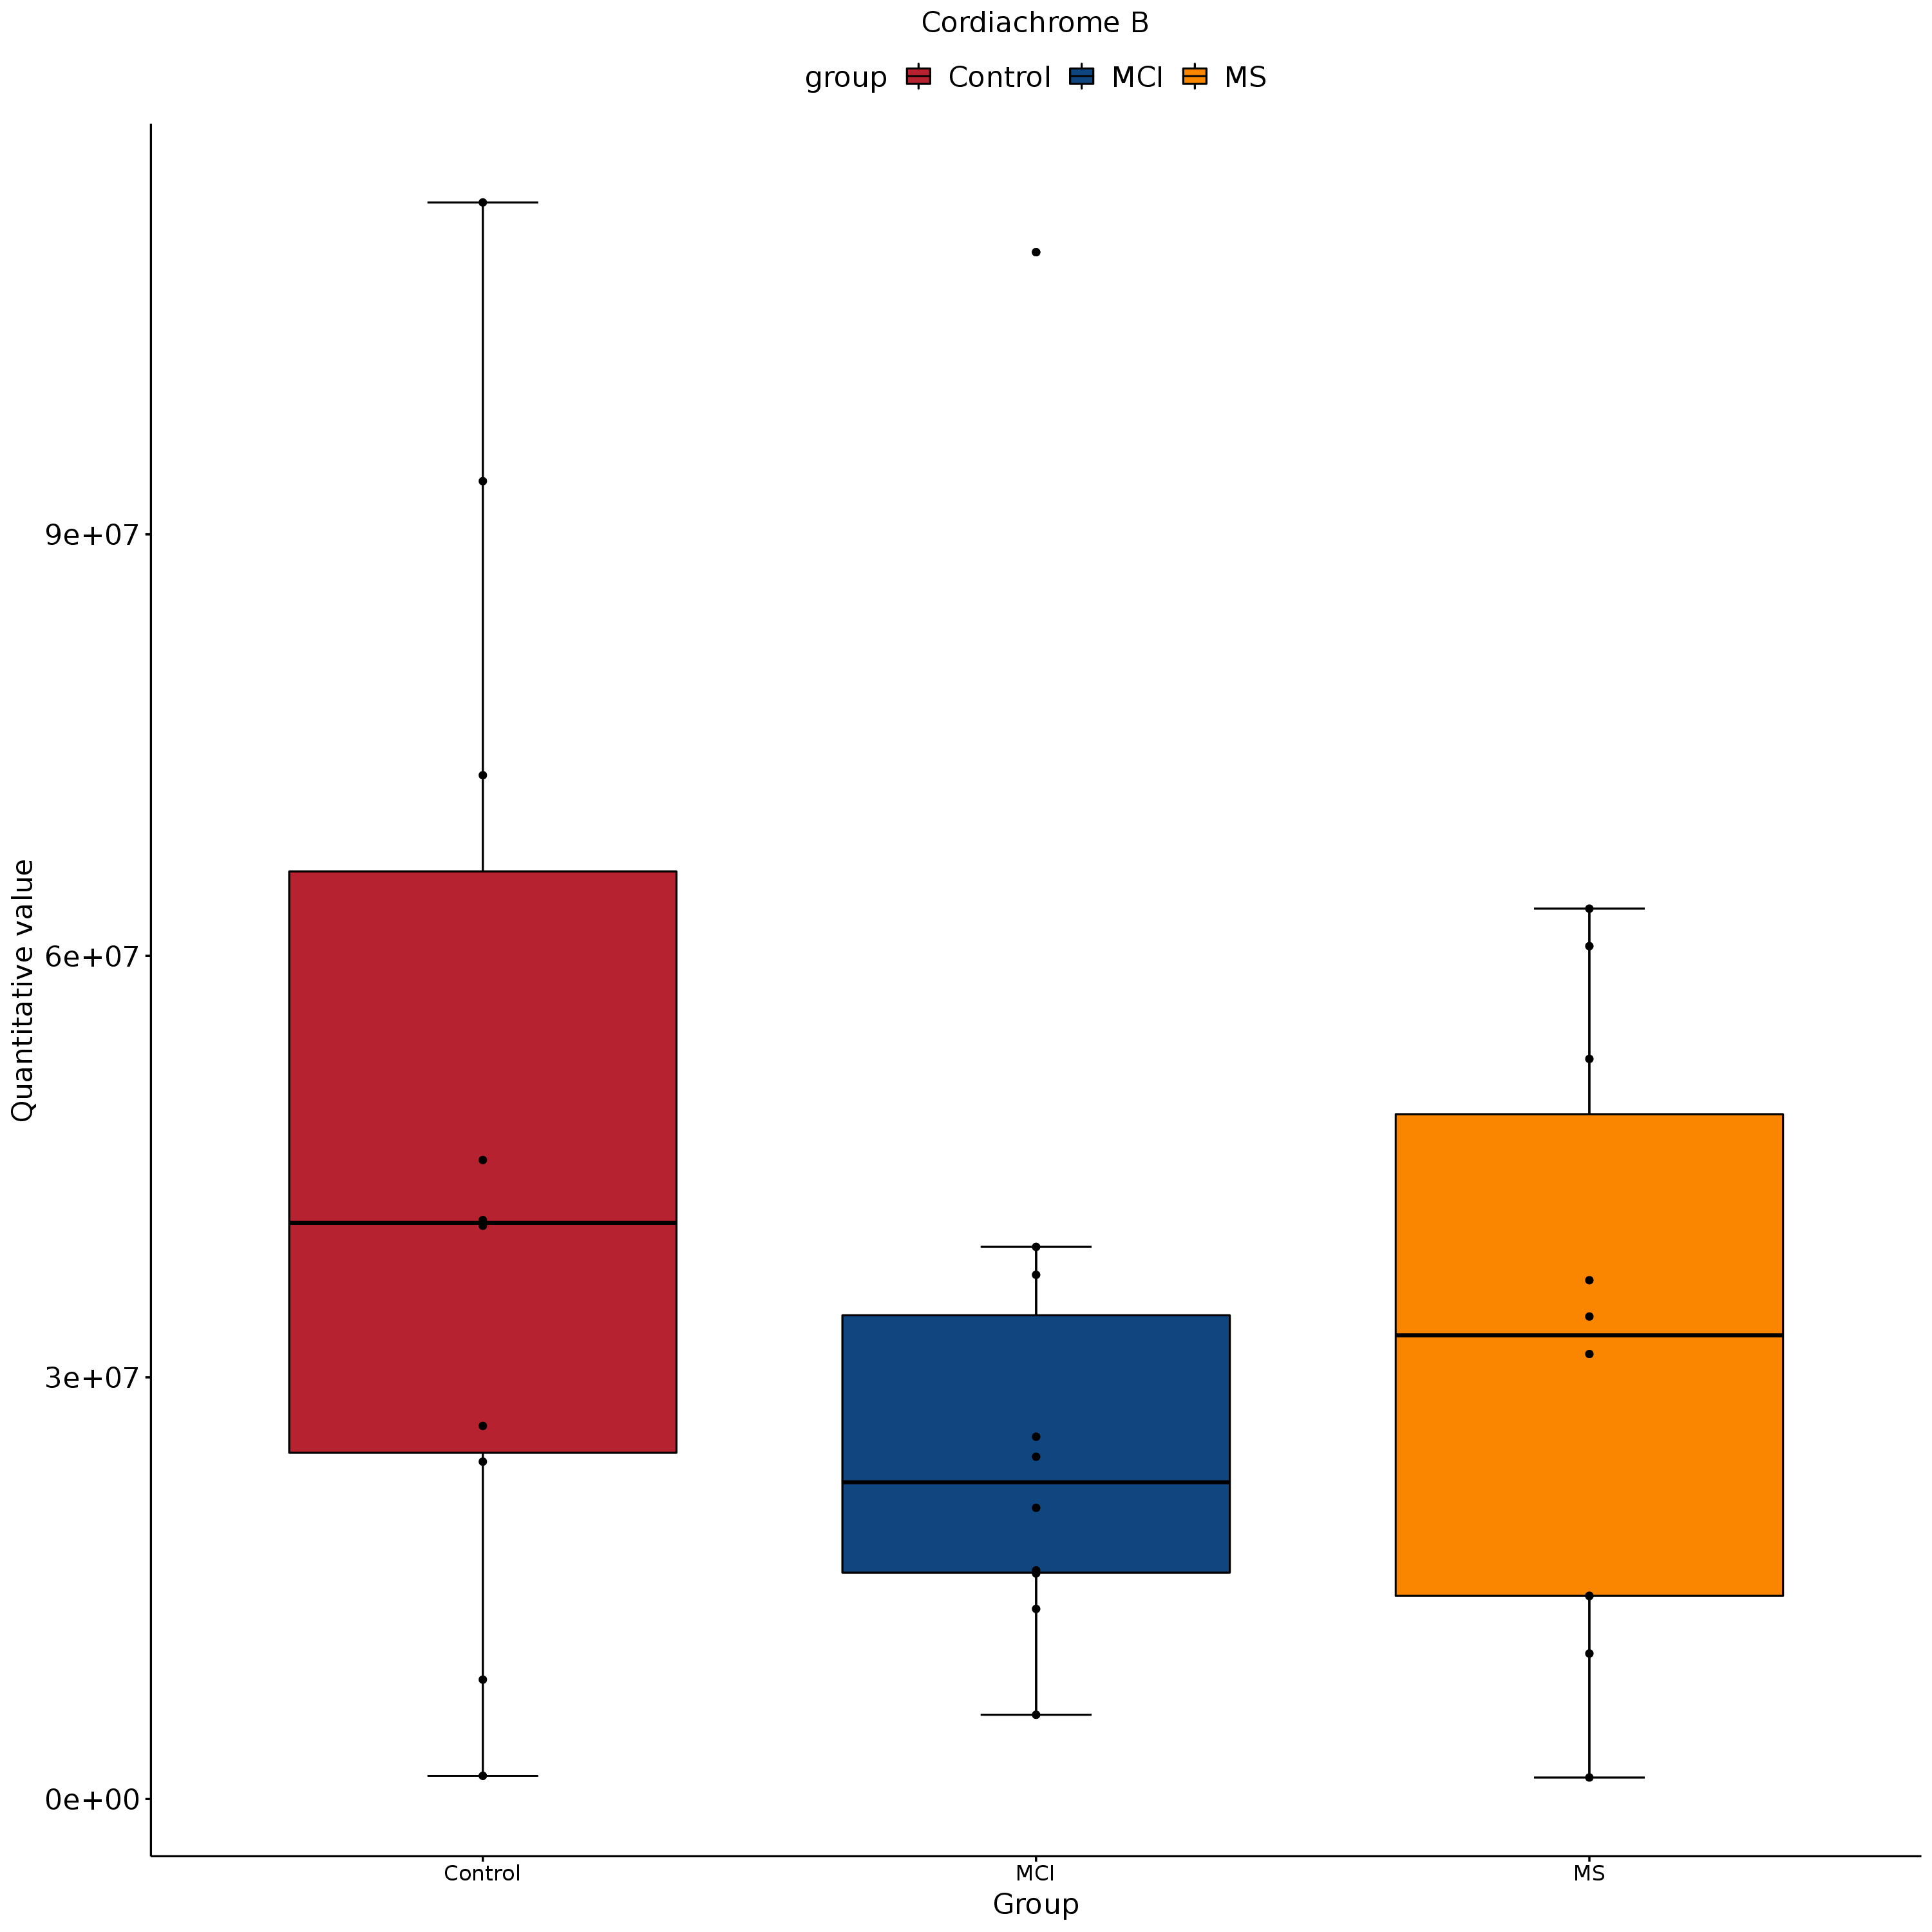 Cordiachrome B
group Control MCI MS
Quantitative value
9e+07
6e+07
3e+07
0e+00
Control MCI MS
Group